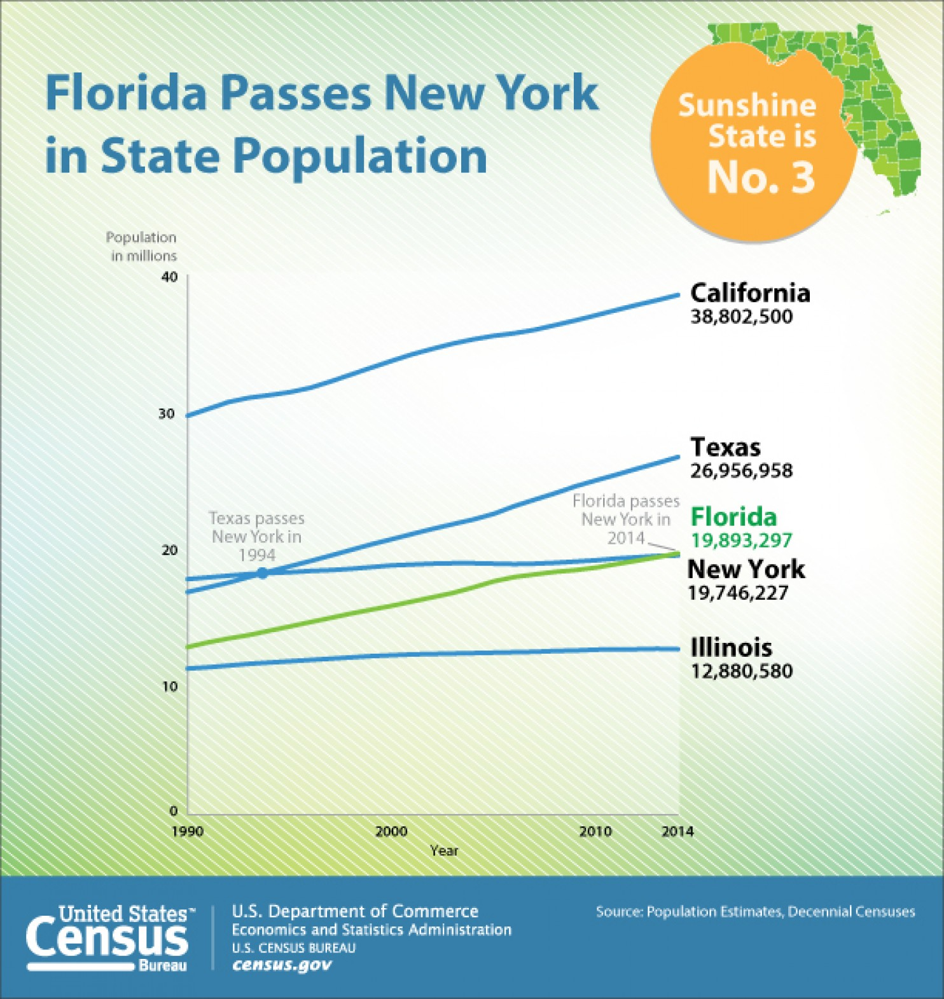 Florida Passes New York
in State Population
Sunshine
State is
No. 3
Population
in millions
40
30
20
10
0
California
38,802,500
Texas
26,956,958
Texas passes
New York in
1994
Florida passes
New York in
2014
Florida
19,893,297
New York
19,746,227
Illinois
12,880,580
1990
2000
2010
2014
Year
United States™
Census
Bureau
U.S. Department of Commerce
Economics and Statistics Administration
U.S. CENSUS BUREAU
census.gov
Source: Population Estimates, Decennial Censuses